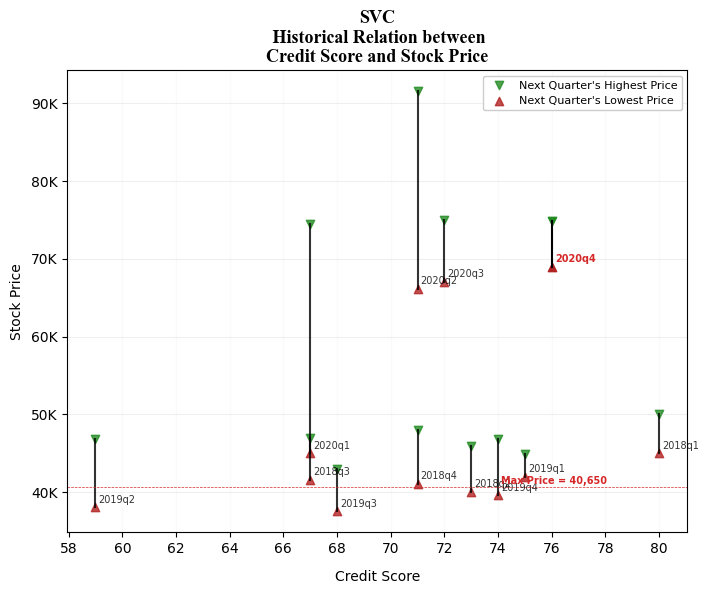 SVC
Historical Relation between
Credit Score and Stock Price
Next Quarter's Highest Price
Next Quarter's Lowest Price
90K
80K
70K
60K
50K
40K
Stock Price
2020q2
2020q3
2020q4
2020q1
2018q3
2018q4
2019q1
2018q1
Max Price = 40,650
2019q4
2019q2
2019q3
58 60 62 64 66 68 70 72 74 76 78 80
Credit Score